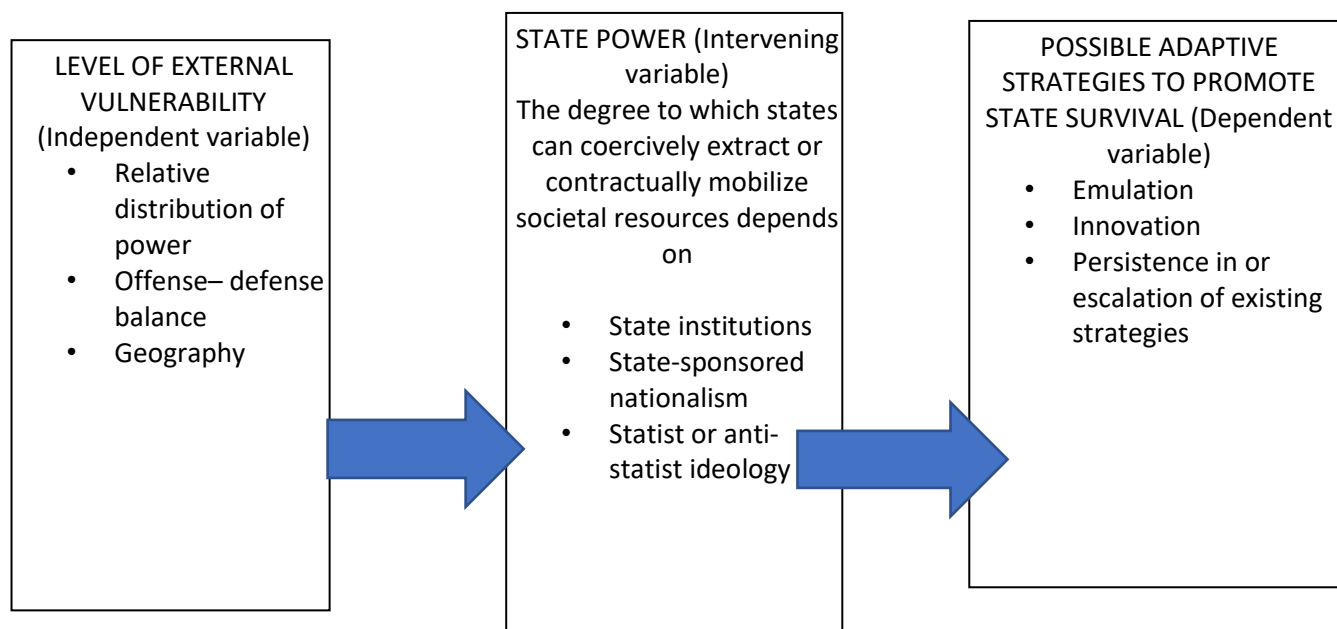 LEVEL OF EXTERNAL
VULNERABILITY
(Independent variable)
• Relative
distribution of
power
• Offense– defense
balance
• Geography
STATE POWER (Intervening
variable)
The degree to which states
can coercively extract or
contractually mobilize
societal resources depends
on
• State institutions
• State-sponsored
nationalism
• Statist or anti-
statist ideology
POSSIBLE ADAPTIVE
STRATEGIES TO PROMOTE
STATE SURVIVAL (Dependent
variable)
• Emulation
• Innovation
• Persistence in or
escalation of existing
strategies